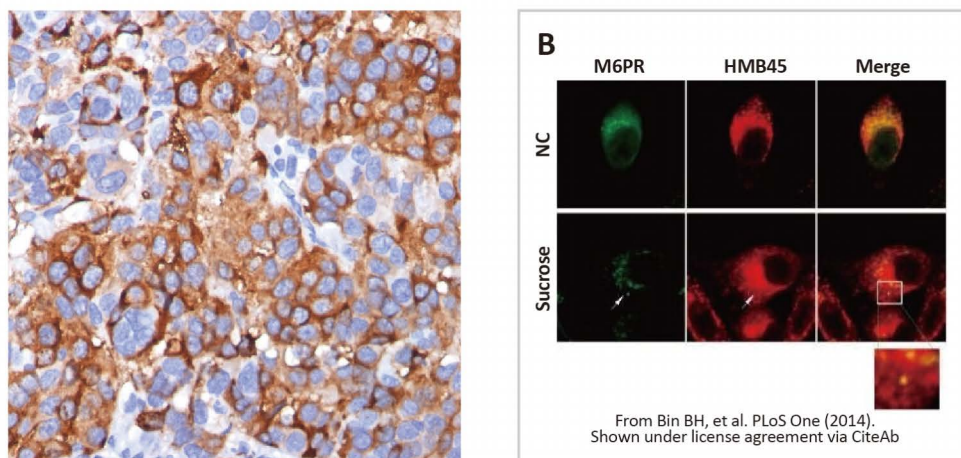 B
M6PR HMB45 Merge
NC
Sucrose
From Bin BH, et al. PLoS One (2014).
Shown under license agreement via CiteAb